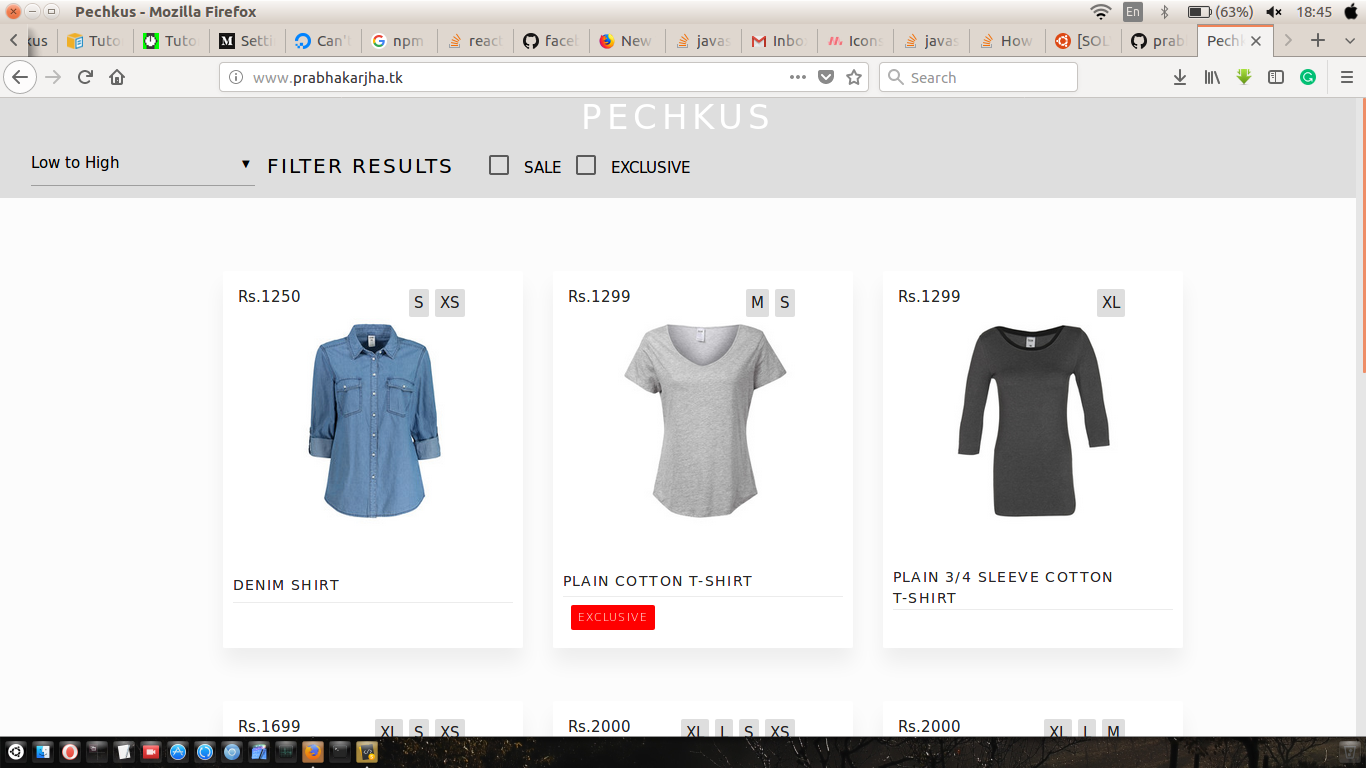 Pechkus - Mozilla Firefox
En
(63%)
18:45
kus
Tuto
Tuto
Setti
Can't
npm
react
faceb
New
javas
Inbo
Icons
javas
How
[SOL
prab
Pechk
www.prabhakarjha.tk
Search
PECHKUS
Low to High
FILTER RESULTS
SALE
EXCLUSIVE
Rs.1250
S XS
DENIM SHIRT
Rs.1299
M S
PLAIN COTTON T-SHIRT
EXCLUSIVE
Rs.1299
XL
PLAIN 3/4 SLEEVE COTTON
T-SHIRT
Rs.1699
XL S XS
Rs.2000
XL L S XS
Rs.2000
XL L M